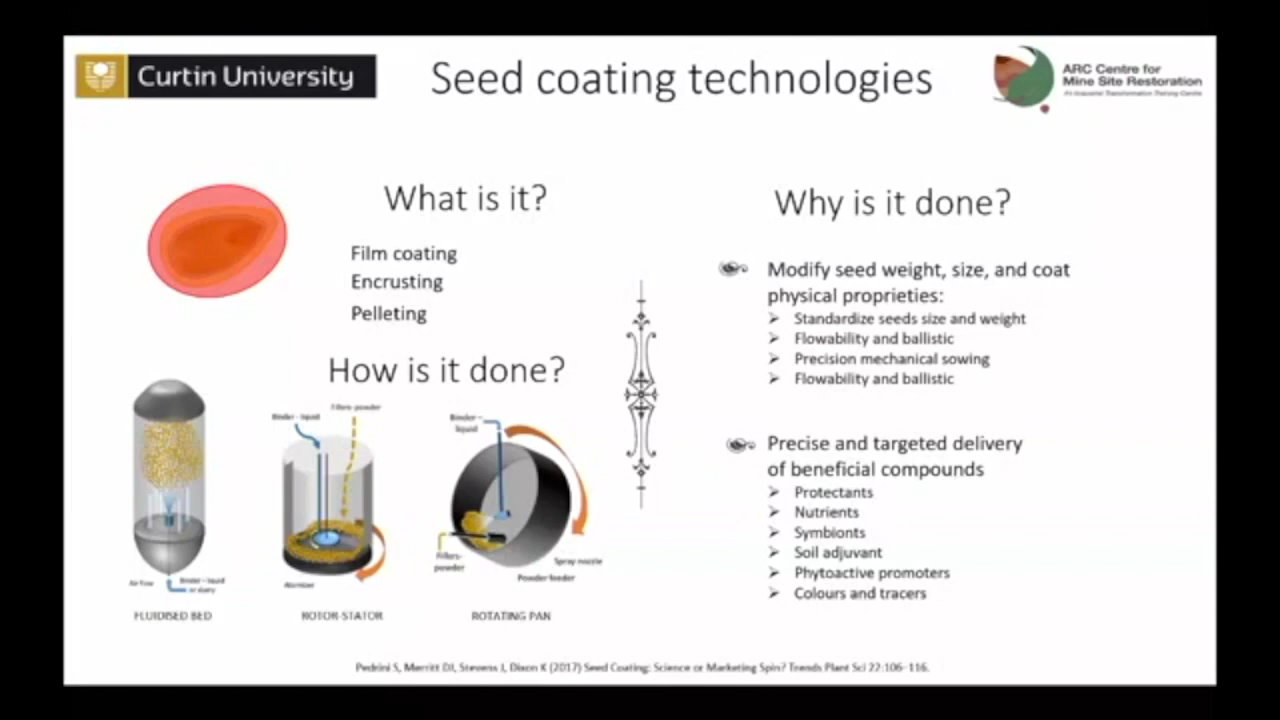 Curtin University
Seed coating technologies
ARC Centre for
Mine Site Restoration
An Industrial Transformation Training Centre
What is it?
Film coating
Encrusting
Pelleting
How is it done?
Binder - liquid
Fillers-powder
Binder –
liquid
Air flow
Binder – liquid
or slurry
Atomizer
Fillers-
powder
Spray nozzle
Powder feeder
FLUIDISED BED
ROTOR-STATOR
ROTATING PAN
Why is it done?
Modify seed weight, size, and coat
physical proprieties:
Standardize seeds size and weight
Flowability and ballistic
Precision mechanical sowing
Flowability and ballistic
Precise and targeted delivery
of beneficial compounds
Protectants
Nutrients
Symbionts
Soil adjuvant
Phytoactive promoters
Colours and tracers
Pedrini S, Merritt DJ, Stevens J, Dixon K (2017) Seed Coating: Science or Marketing Spin? Trends Plant Sci 22:106–116.